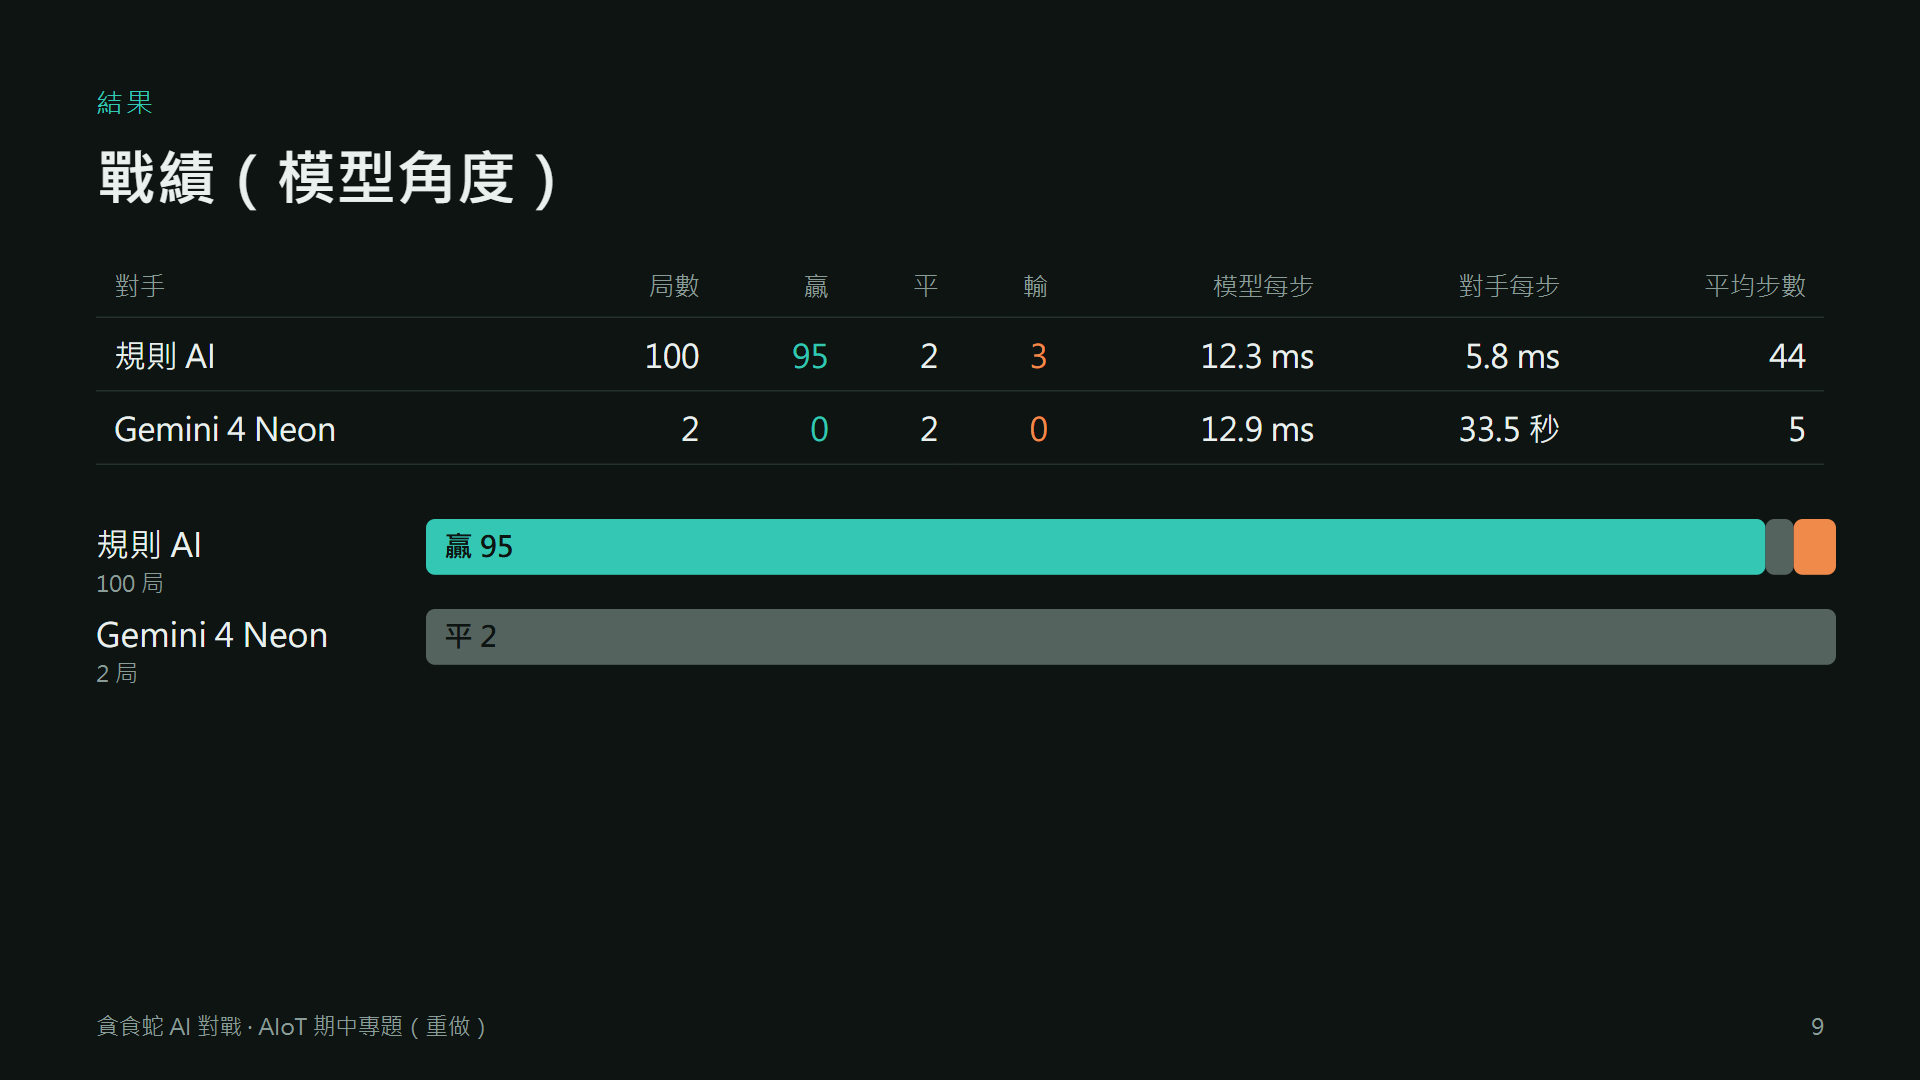 結果
戰績（模型角度）
對手 局數 贏 平 輸 模型每步 對手每步 平均步數
規則 AI 100 95 2 3 12.3 ms 5.8 ms 44
Gemini 4 Neon 2 0 2 0 12.9 ms 33.5 秒 5
規則 AI 贏 95
100 局
Gemini 4 Neon 平 2
2 局
貪食蛇 AI 對戰 · AIoT 期中專題（重做） 9